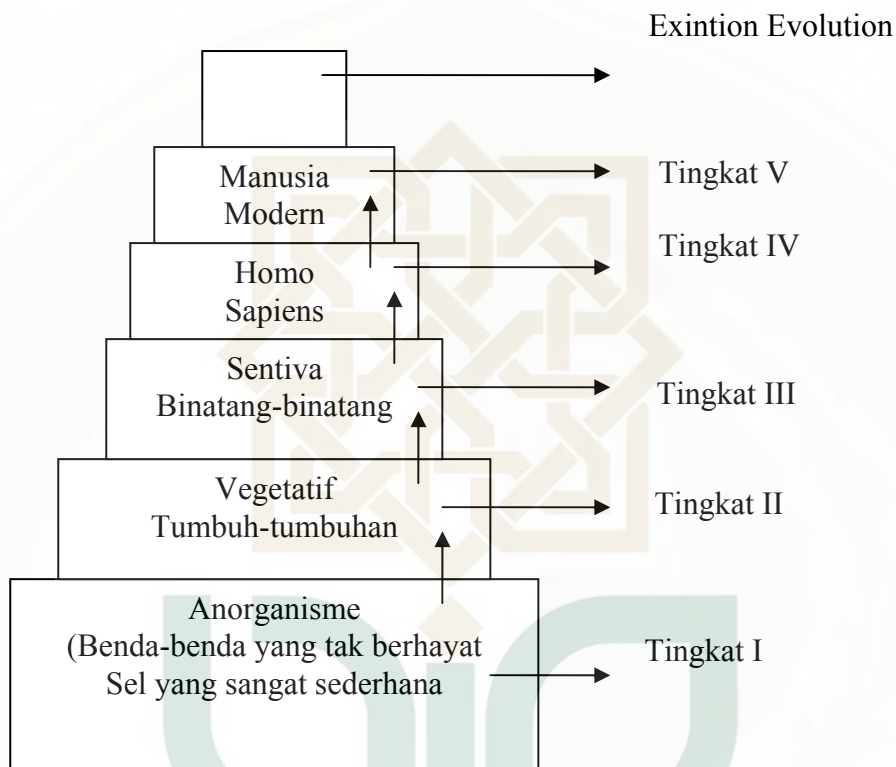 Exintion Evolution
Manusia
Modern
Tingkat V
Homo
Sapiens
Tingkat IV
Sentiva
Binatang-binatang
Tingkat III
Vegetatif
Tumbuh-tumbuhan
Tingkat II
Anorganisme
(Benda-benda yang tak berhayat
Sel yang sangat sederhana
Tingkat I